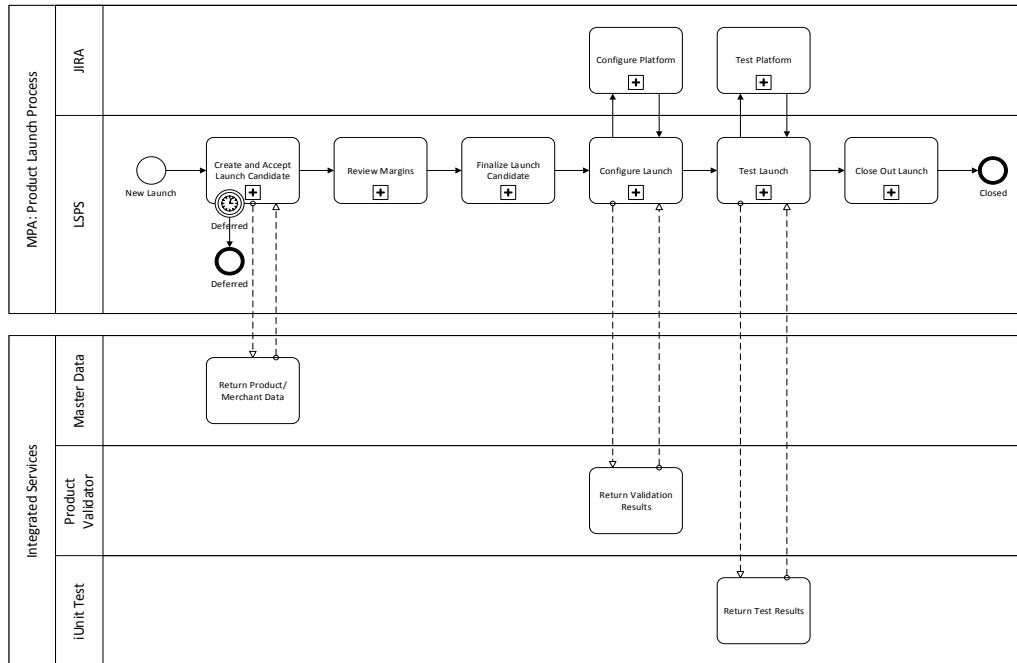 MPA: Product Launch Process
JIRA
Configure Platform
Test Platform
LSPS
New Launch
Create and Accept
Launch Candidate
Deferred
Deferred
Review Margins
Finalize Launch
Candidate
Configure Launch
Test Launch
Close Out Launch
Closed
Integrated Services
Master Data
Return Product/
Merchant Data
Product
Validator
Return Validation
Results
iUnit Test
Return Test Results